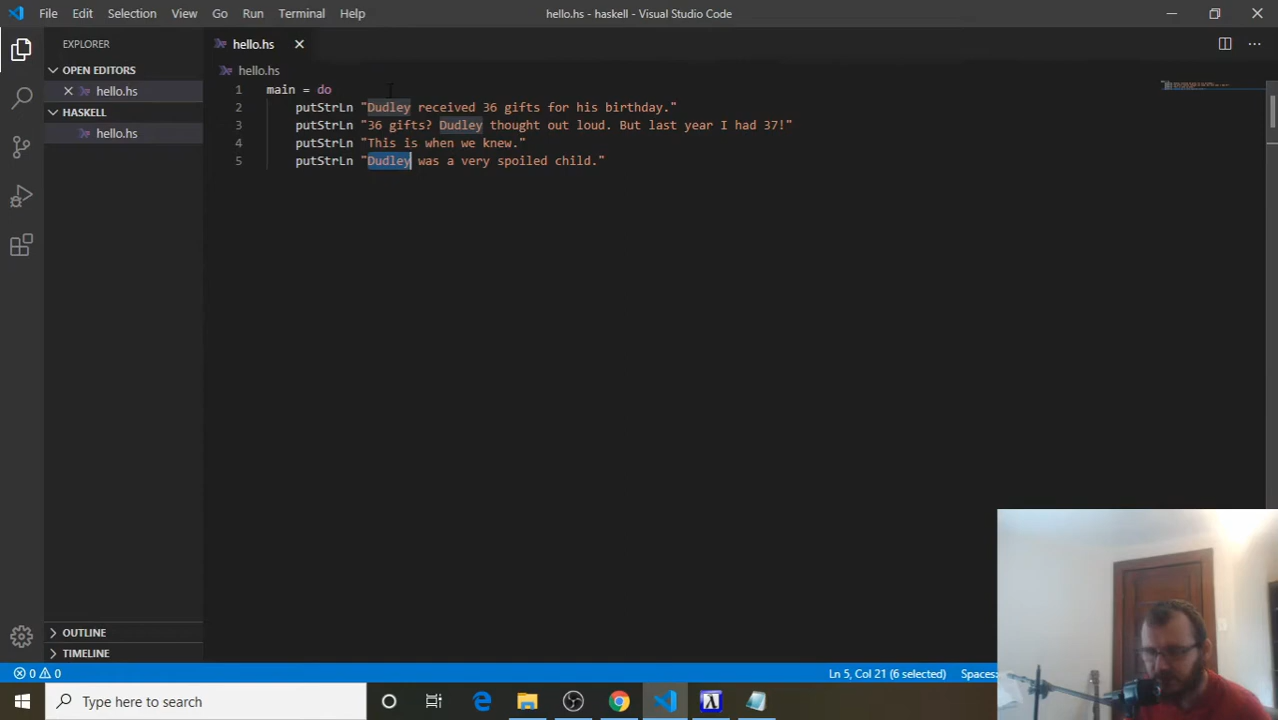 File Edit Selection View Go Run Terminal Help hello.hs - haskell - Visual Studio Code
EXPLORER
OPEN EDITORS
hello.hs
HASKELL
hello.hs
OUTLINE
TIMELINE
hello.hs
hello.hs
1 main = do
2 putStrLn "Dudley received 36 gifts for his birthday."
3 putStrLn "36 gifts? Dudley thought out loud. But last year I had 37!"
4 putStrLn "This is when we knew."
5 putStrLn "Dudley was a very spoiled child."
0 0 Ln 5, Col 21 (6 selected) Spaces:
Type here to search